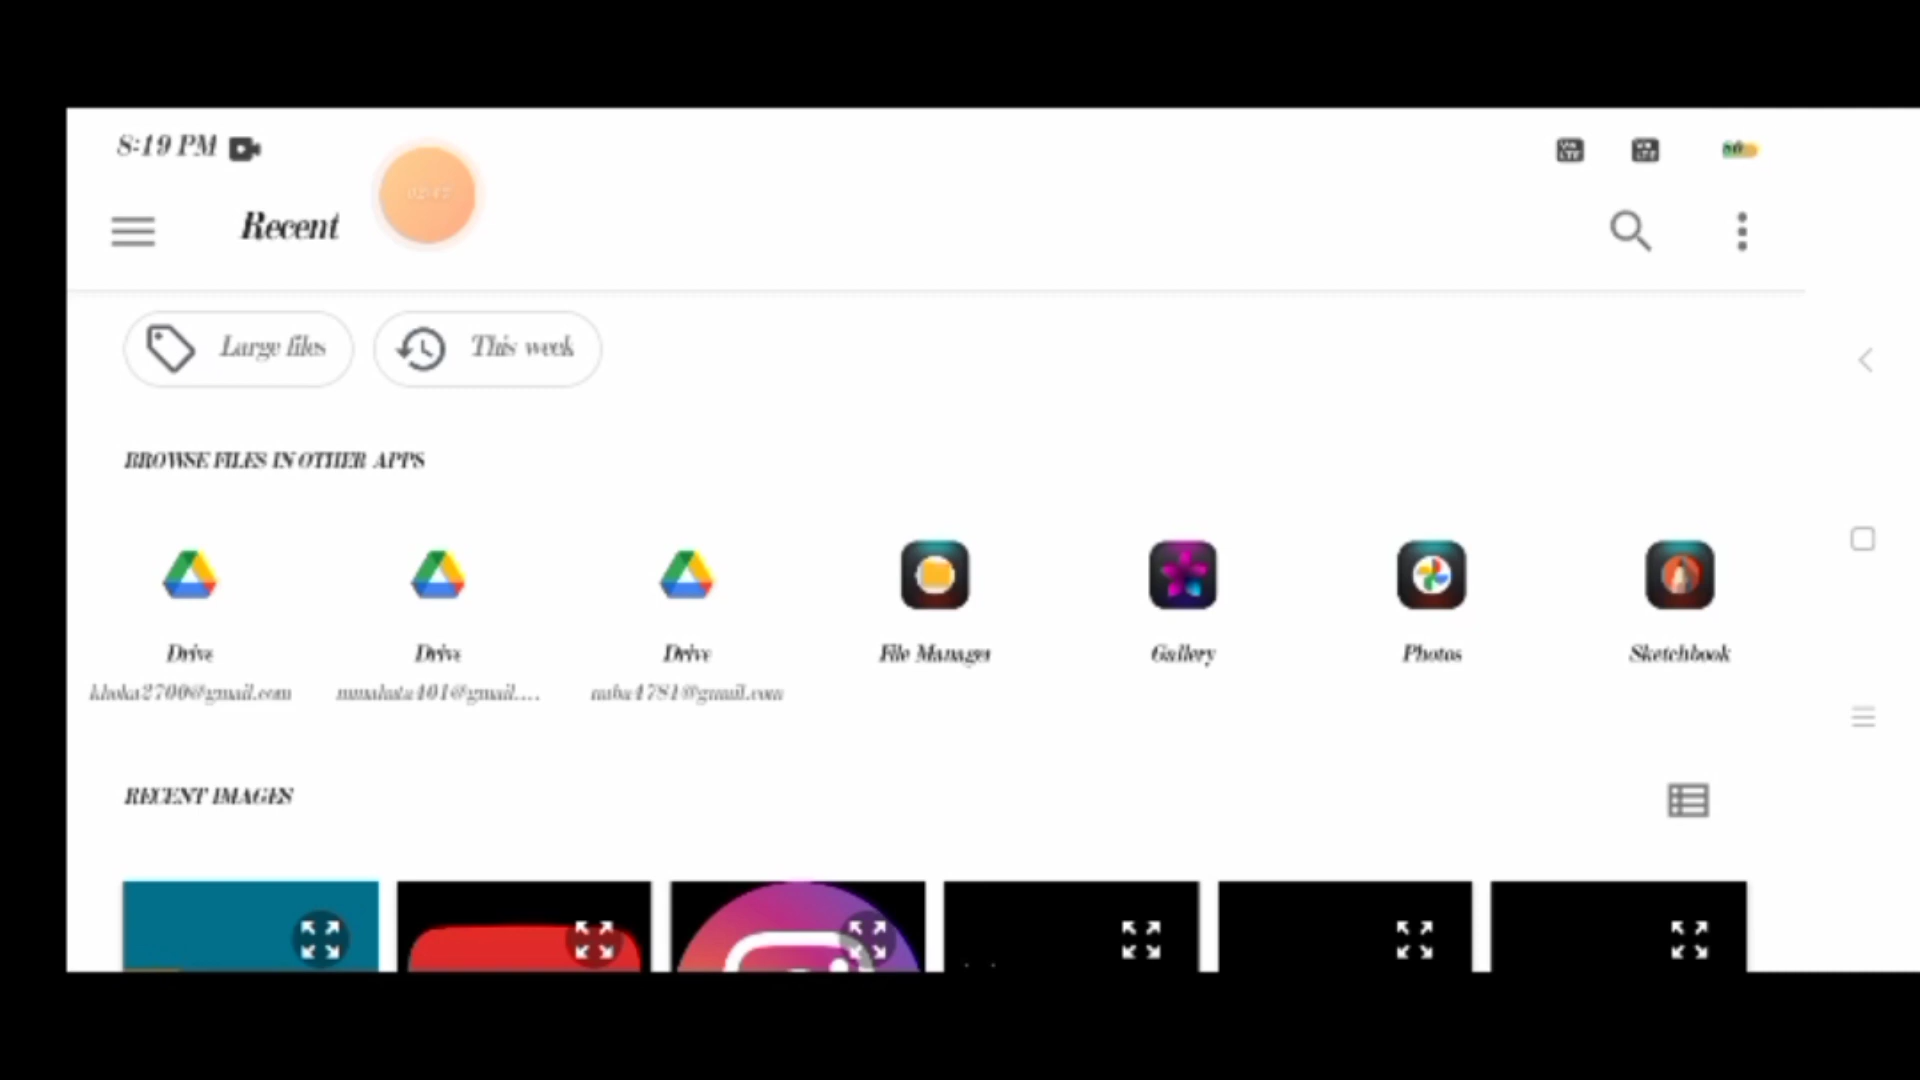 8:19 PM
Recent
Large files
This week
BROWSE FILES IN OTHER APPS
Drive
Drive
Drive
File Manager
Gallery
Photos
Sketchbook
RECENT IMAGES